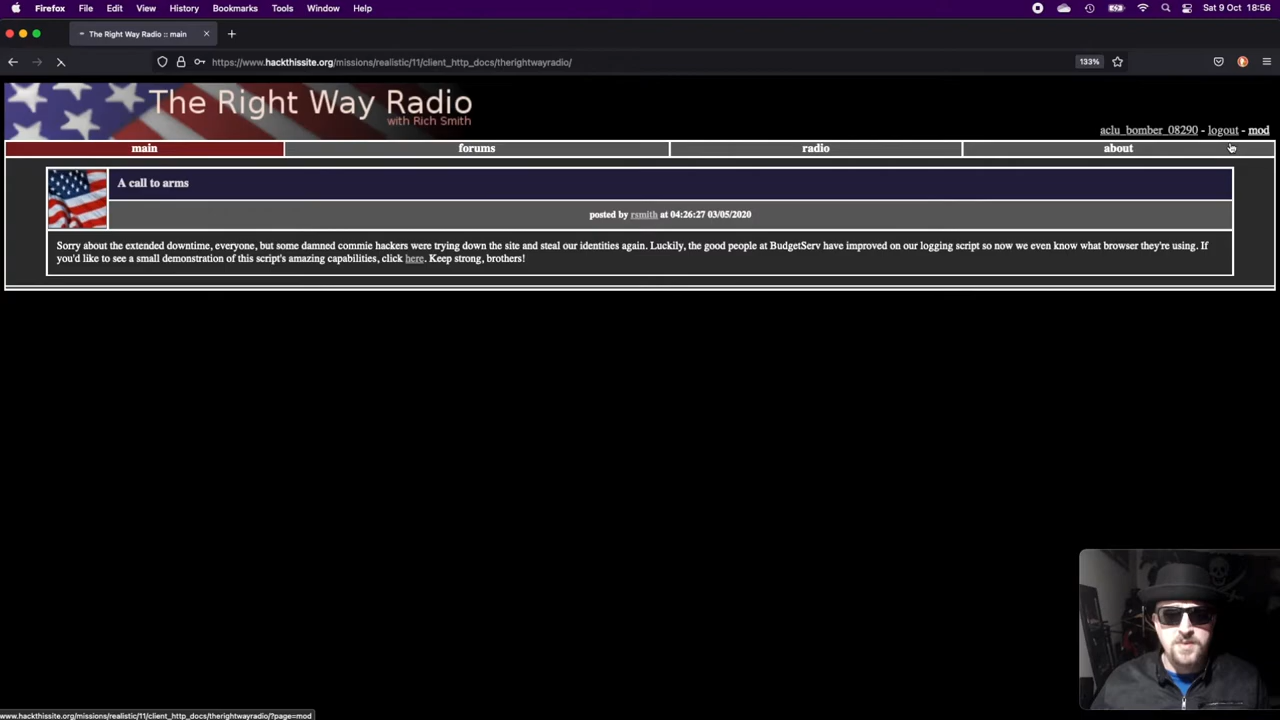 Firefox File Edit View History Bookmarks Tools Window Help Sat 9 Oct 18:56
The Right Way Radio :: main
https://www.hackthissite.org/missions/realistic/11/client_http_docs/therightwayradio/ 133%
The Right Way Radio
with Rich Smith
aclu_bomber_08290 - logout - mod
main forums radio about
A call to arms
posted by rsmith at 04:26:27 03/05/2020
Sorry about the extended downtime, everyone, but some damned commie hackers were trying down the site and steal our identities again. Luckily, the good people at BudgetServ have improved on our logging script so now we even know what browser they're using. If
you'd like to see a small demonstration of this script's amazing capabilities, click here. Keep strong, brothers!
www.hackthissite.org/missions/realistic/11/client_http_docs/therightwayradio/?page=mod